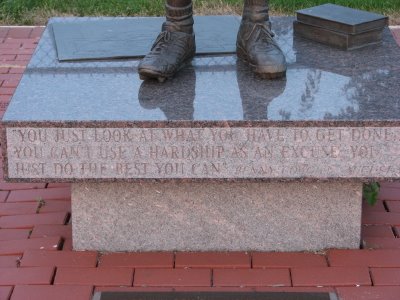 "YOU JUST LOOK AT WHAT YOU HAVE TO GET DONE.
YOU CAN'T USE A HARDSHIP AS AN EXCUSE. YOU
JUST DO THE BEST YOU CAN"